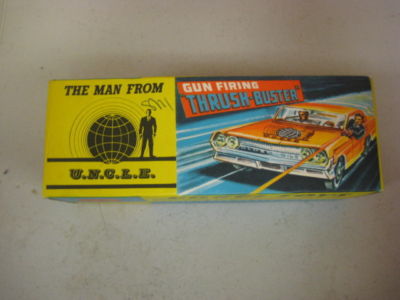 THE MAN FROM
U.N.C.L.E.
GUN FIRING
THRUSH-BUSTER